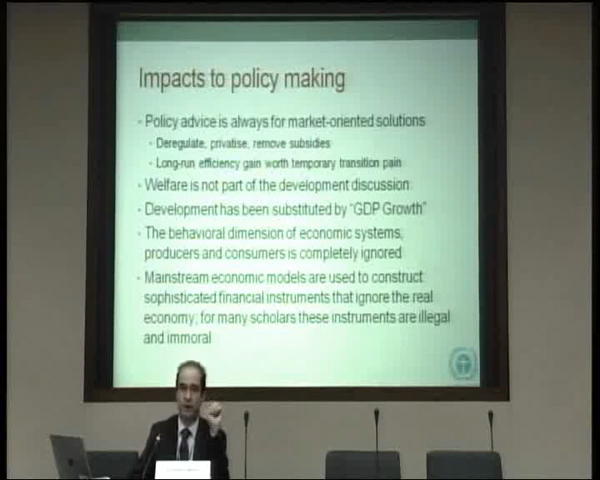 Impacts to policy making
Policy advice is always for market-oriented solutions
Deregulate, privatise, remove subsidies
Long-run efficiency gain worth temporary transition pain
Welfare is not part of the development discussion
Development has been substituted by "GDP Growth"
The behavioral dimension of economic systems,
producers and consumers is completely ignored
Mainstream economic models are used to construct
sophisticated financial instruments that ignore the real
economy; for many scholars these instruments are illegal
and immoral